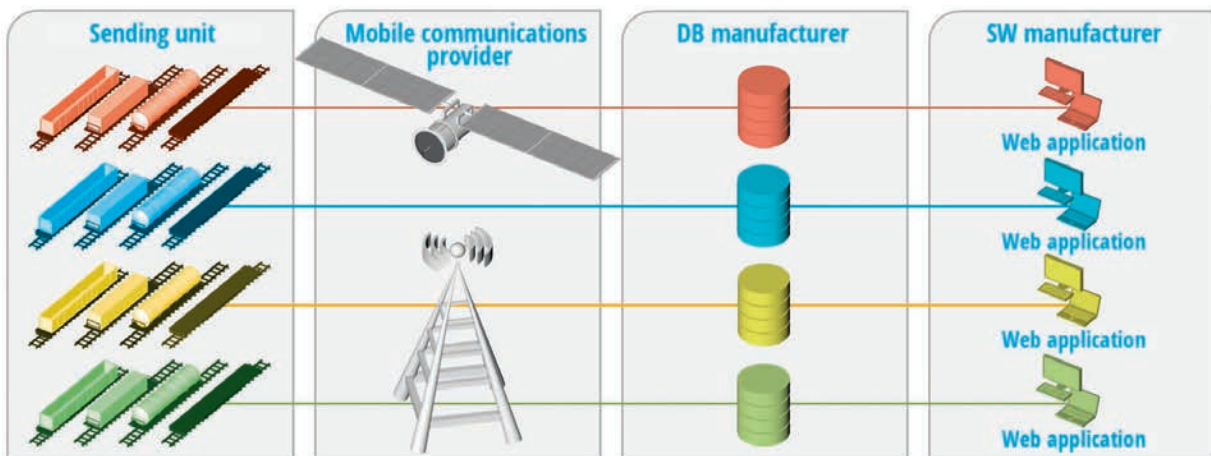 Sending unit
Mobile communications
provider
DB manufacturer
SW manufacturer
Web application
Web application
Web application
Web application